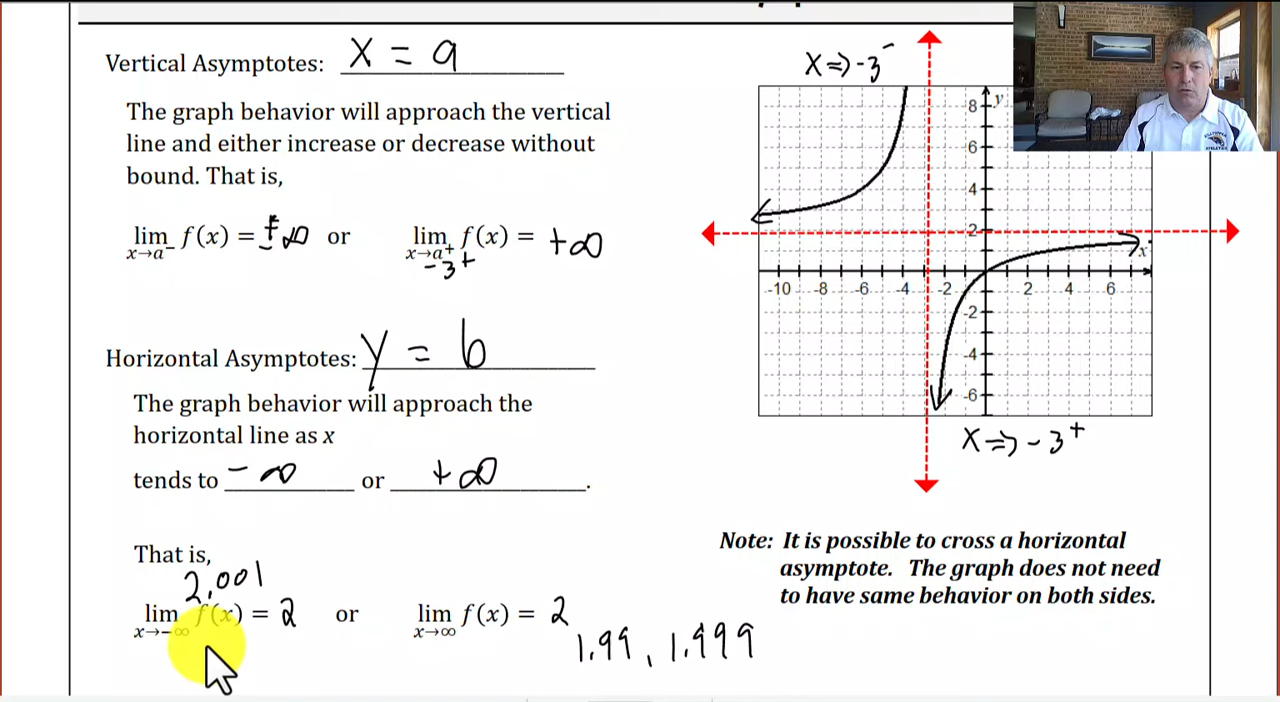 Vertical Asymptotes: X = a
The graph behavior will approach the vertical
line and either increase or decrease without
bound. That is,
lim x→a⁻ f(x) = ±∞ or lim x→a⁺ f(x) = +∞
-3+
Horizontal Asymptotes: y = b
The graph behavior will approach the
horizontal line as x
tends to -∞ or +∞.
That is,
2.001
lim x→-∞ f(x) = 2 or lim x→∞ f(x) = 2
1.99, 1.999
X⇒-3⁻
8 y
6
4
2
x
-10 -8 -6 -4 -2 2 4 6
-2
-4
-6
X⇒-3⁺
Note: It is possible to cross a horizontal
asymptote. The graph does not need
to have same behavior on both sides.